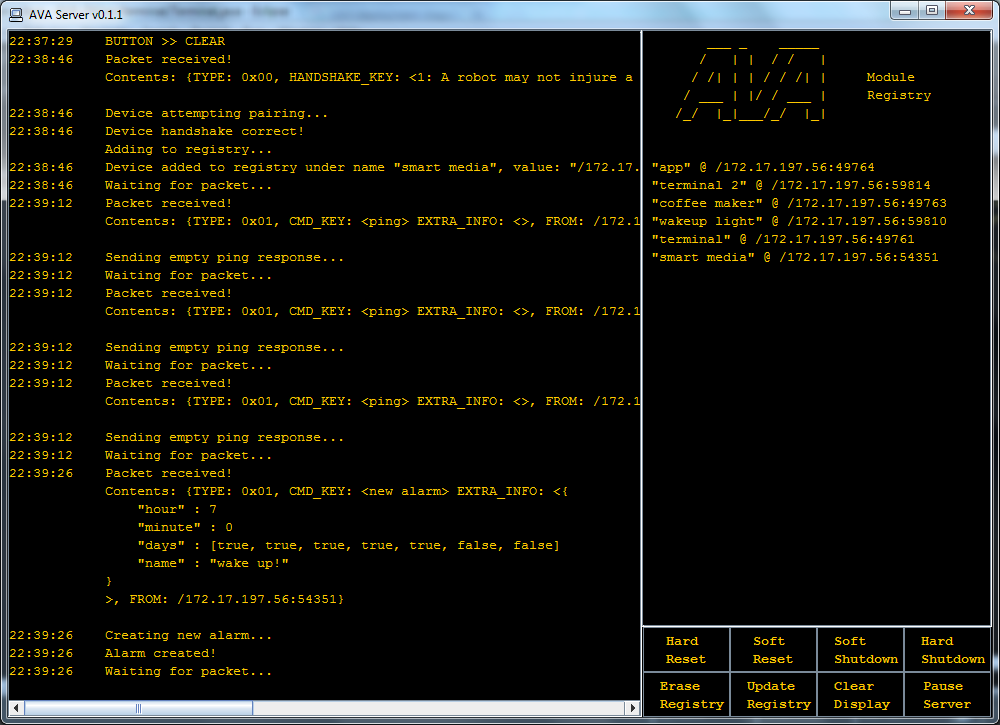 AVA Server v0.1.1
22:37:29 BUTTON >> CLEAR
22:38:46 Packet received!
Contents: {TYPE: 0x00, HANDSHAKE_KEY: <1: A robot may not injure a
22:38:46 Device attempting pairing...
22:38:46 Device handshake correct!
Adding to registry...
22:38:46 Device added to registry under name "smart media", value: "/172.17.
22:38:46 Waiting for packet...
22:39:12 Packet received!
Contents: {TYPE: 0x01, CMD_KEY: <ping> EXTRA_INFO: <>, FROM: /172.1
22:39:12 Sending empty ping response...
22:39:12 Waiting for packet...
22:39:12 Packet received!
Contents: {TYPE: 0x01, CMD_KEY: <ping> EXTRA_INFO: <>, FROM: /172.1
22:39:12 Sending empty ping response...
22:39:12 Waiting for packet...
22:39:12 Packet received!
Contents: {TYPE: 0x01, CMD_KEY: <ping> EXTRA_INFO: <>, FROM: /172.1
22:39:12 Sending empty ping response...
22:39:12 Waiting for packet...
22:39:26 Packet received!
Contents: {TYPE: 0x01, CMD_KEY: <new alarm> EXTRA_INFO: <{
"hour" : 7
"minute" : 0
"days" : [true, true, true, true, true, false, false]
"name" : "wake up!"
}
>, FROM: /172.17.197.56:54351}
22:39:26 Creating new alarm...
22:39:26 Alarm created!
22:39:26 Waiting for packet...
AVA
Module
Registry
"app" @ /172.17.197.56:49764
"terminal 2" @ /172.17.197.56:59814
"coffee maker" @ /172.17.197.56:49763
"wakeup light" @ /172.17.197.56:59810
"terminal" @ /172.17.197.56:49761
"smart media" @ /172.17.197.56:54351
Hard
Reset
Soft
Reset
Soft
Shutdown
Hard
Shutdown
Erase
Registry
Update
Registry
Clear
Display
Pause
Server